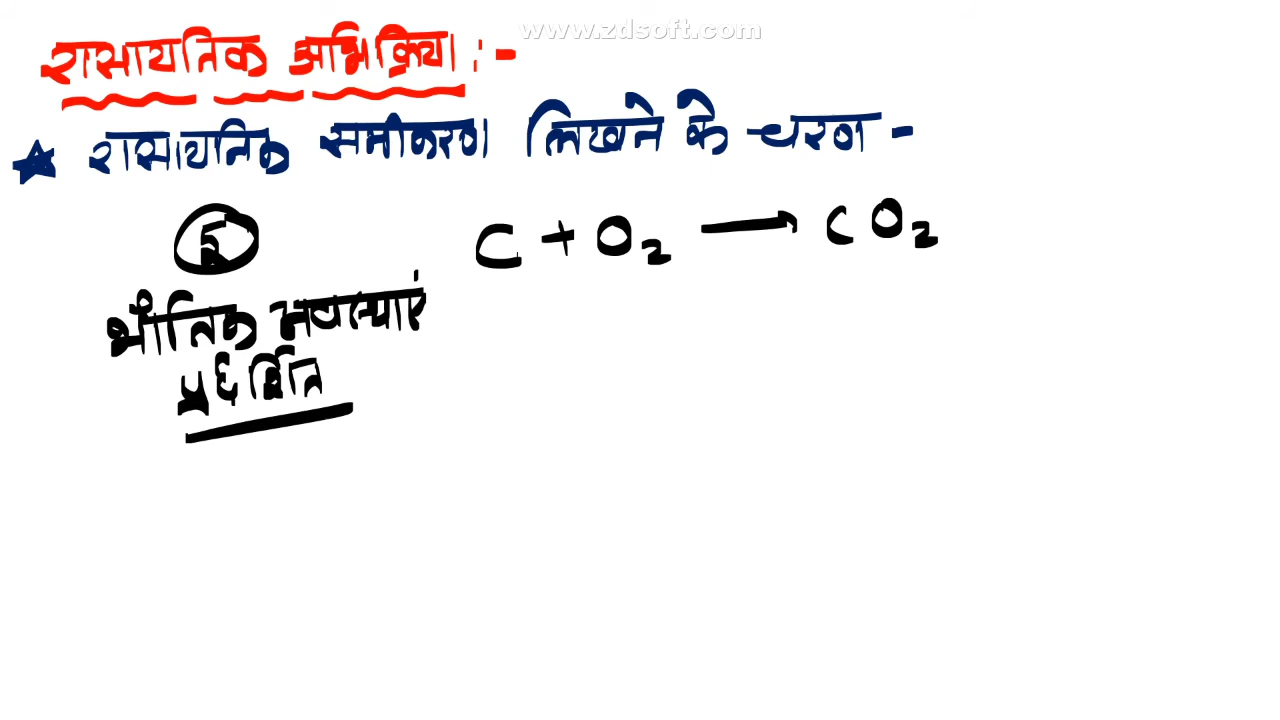 www.zdsoft.com
रासायनिक अभिक्रिया :-
★ रासायनिक समीकरण लिखने के चरण -
5 C + O₂ → CO₂
भौतिक अवस्थाएं
प्रदर्शित